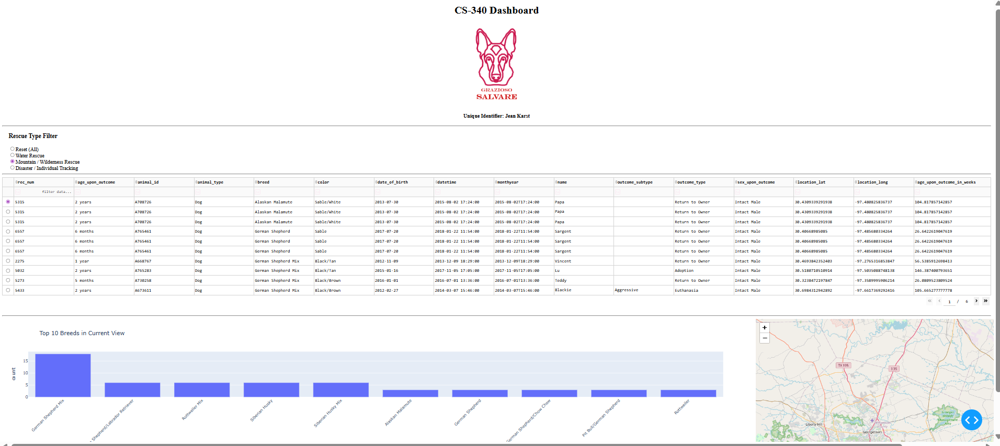 CS-340 Dashboard
GRAZIOSO
SALVARE
Unique Identifier: Jean Karst
Rescue Type Filter
Reset (All)
Water Rescue
Mountain / Wilderness Rescue
Disaster / Individual Tracking
rec_num age_upon_outcome animal_id animal_type breed color date_of_birth datetime monthyear name outcome_subtype outcome_type sex_upon_outcome location_lat location_long age_upon_outcome_in_weeks
filter data...
5315 2 years A708726 Dog Alaskan Malamute Sable/White 2013-07-30 2015-08-02 17:24:00 2015-08-02T17:24:00 Papa Return to Owner Intact Male 30.4309339291938 -97.480825836737 104.817857142857
5315 2 years A708726 Dog Alaskan Malamute Sable/White 2013-07-30 2015-08-02 17:24:00 2015-08-02T17:24:00 Papa Return to Owner Intact Male 30.4309339291938 -97.480825836737 104.817857142857
5315 2 years A708726 Dog Alaskan Malamute Sable/White 2013-07-30 2015-08-02 17:24:00 2015-08-02T17:24:00 Papa Return to Owner Intact Male 30.4309339291938 -97.480825836737 104.817857142857
6557 6 months A765461 Dog German Shepherd Sable 2017-07-20 2018-01-22 11:54:00 2018-01-22T11:54:00 Sargent Return to Owner Intact Male 30.40668985085 -97.485680334264 26.6422619047619
6557 6 months A765461 Dog German Shepherd Sable 2017-07-20 2018-01-22 11:54:00 2018-01-22T11:54:00 Sargent Return to Owner Intact Male 30.40668985085 -97.485680334264 26.6422619047619
6557 6 months A765461 Dog German Shepherd Sable 2017-07-20 2018-01-22 11:54:00 2018-01-22T11:54:00 Sargent Return to Owner Intact Male 30.40668985085 -97.485680334264 26.6422619047619
2275 1 year A668767 Dog German Shepherd Mix Black/Tan 2012-11-09 2013-12-09 18:29:00 2013-12-09T18:29:00 Vincent Return to Owner Intact Male 30.4693842352403 -97.2765316853847 56.5385912698413
5032 2 years A765283 Dog German Shepherd Mix Black/Tan 2015-01-16 2017-11-05 17:05:00 2017-11-05T17:05:00 Lu Adoption Intact Male 30.5180710510914 -97.5035088748138 146.387400793651
5273 5 months A730258 Dog German Shepherd Mix Black/Brown 2016-01-01 2016-07-01 13:36:00 2016-07-01T13:36:00 Teddy Return to Owner Intact Male 30.3238472197847 -97.3589995906214 26.0809523809524
5433 2 years A673611 Dog German Shepherd Mix Black/Brown 2012-02-27 2014-03-07 15:46:00 2014-03-07T15:46:00 Blackie Aggressive Euthanasia Intact Male 30.6984312942892 -97.6617369292416 105.665277777778
1 / 6
Top 10 Breeds in Current View
count
15
10
5
0
German Shepherd Mix
Shepherd/Labrador Retriever
Rottweiler Mix
Siberian Husky
Siberian Husky Mix
Alaskan Malamute
German Shepherd
German Shepherd/Chow Chow
Pit Bull/German Shepherd
Rottweiler
+
−
TX 195
I 35
Liberty Hill
Williamson
County
Georgetown
Granger
Wildlife
Management
Area